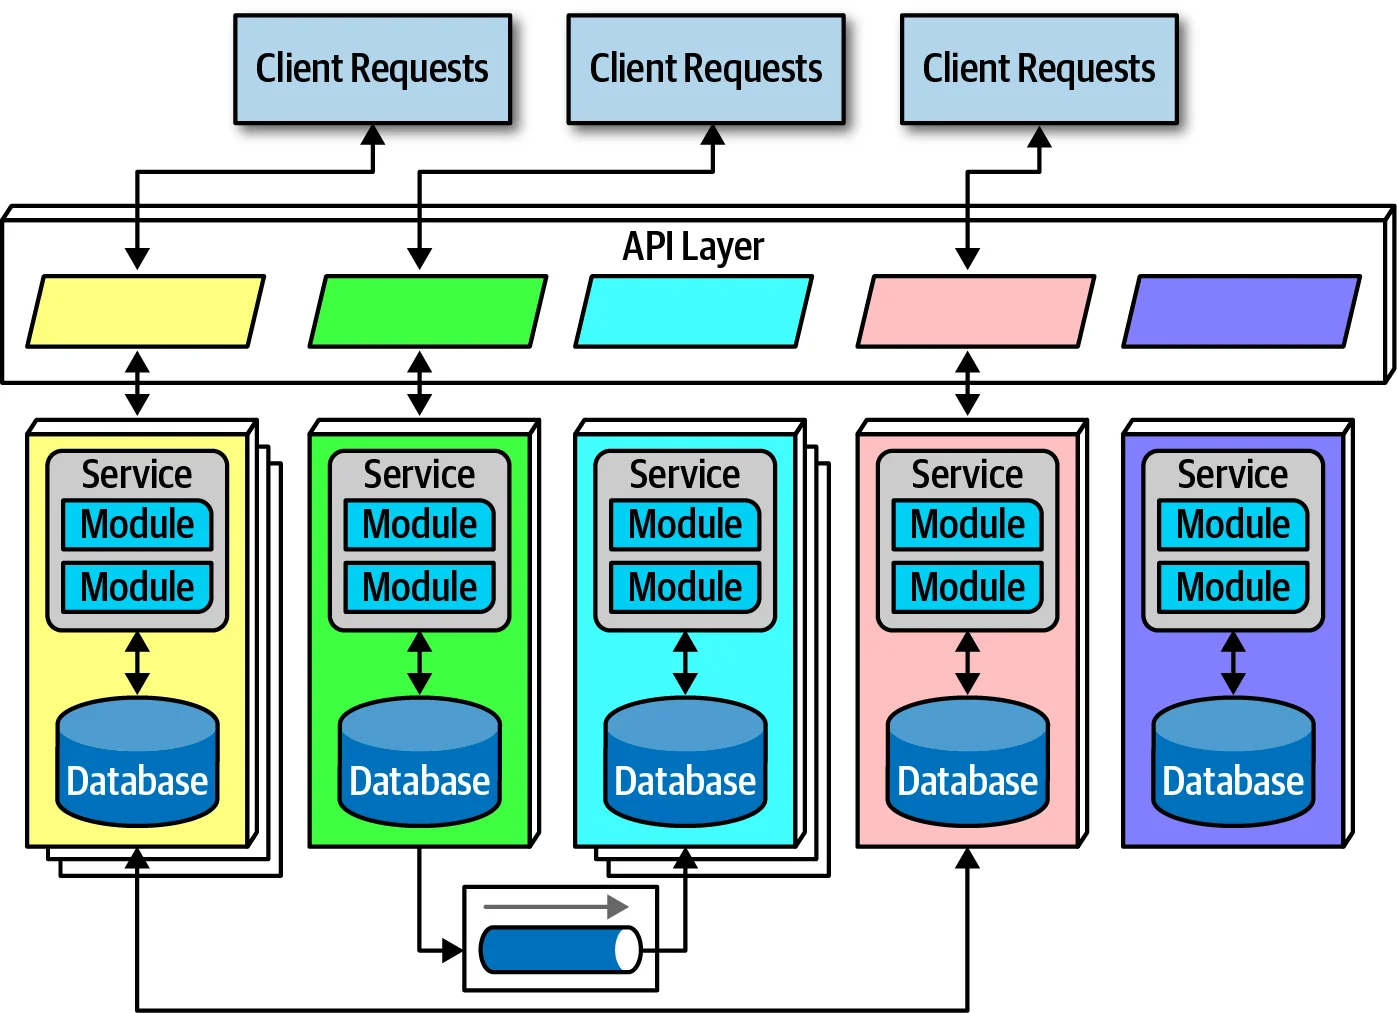 Client Requests
Client Requests
Client Requests
API Layer
Service
Module
Module
Database
Service
Module
Module
Database
Service
Module
Module
Database
Service
Module
Module
Database
Service
Module
Module
Database